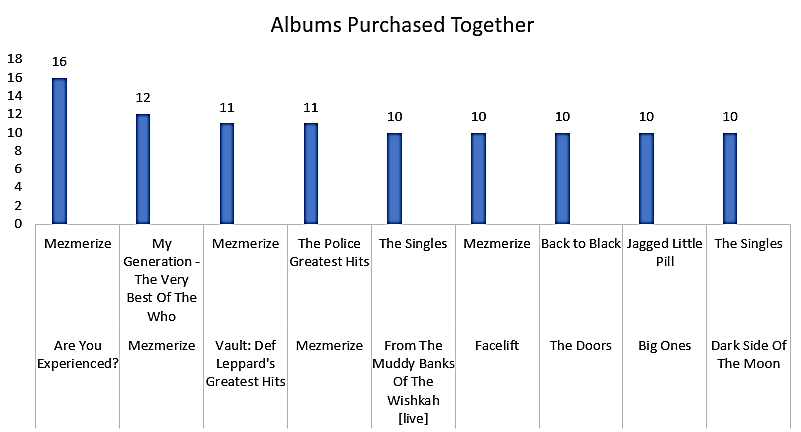 Albums Purchased Together
18
16
14
12
10
8
6
4
2
0
16
12
11
11
10
10
10
10
10
Mezmerize
My
Generation -
The Very
Best Of The
Who
Mezmerize
The Police
Greatest Hits
The Singles
Mezmerize
Back to Black
Jagged Little
Pill
The Singles
Are You
Experienced?
Mezmerize
Vault: Def
Leppard's
Greatest Hits
Mezmerize
From The
Muddy Banks
Of The
Wishkah
[live]
Facelift
The Doors
Big Ones
Dark Side Of
The Moon